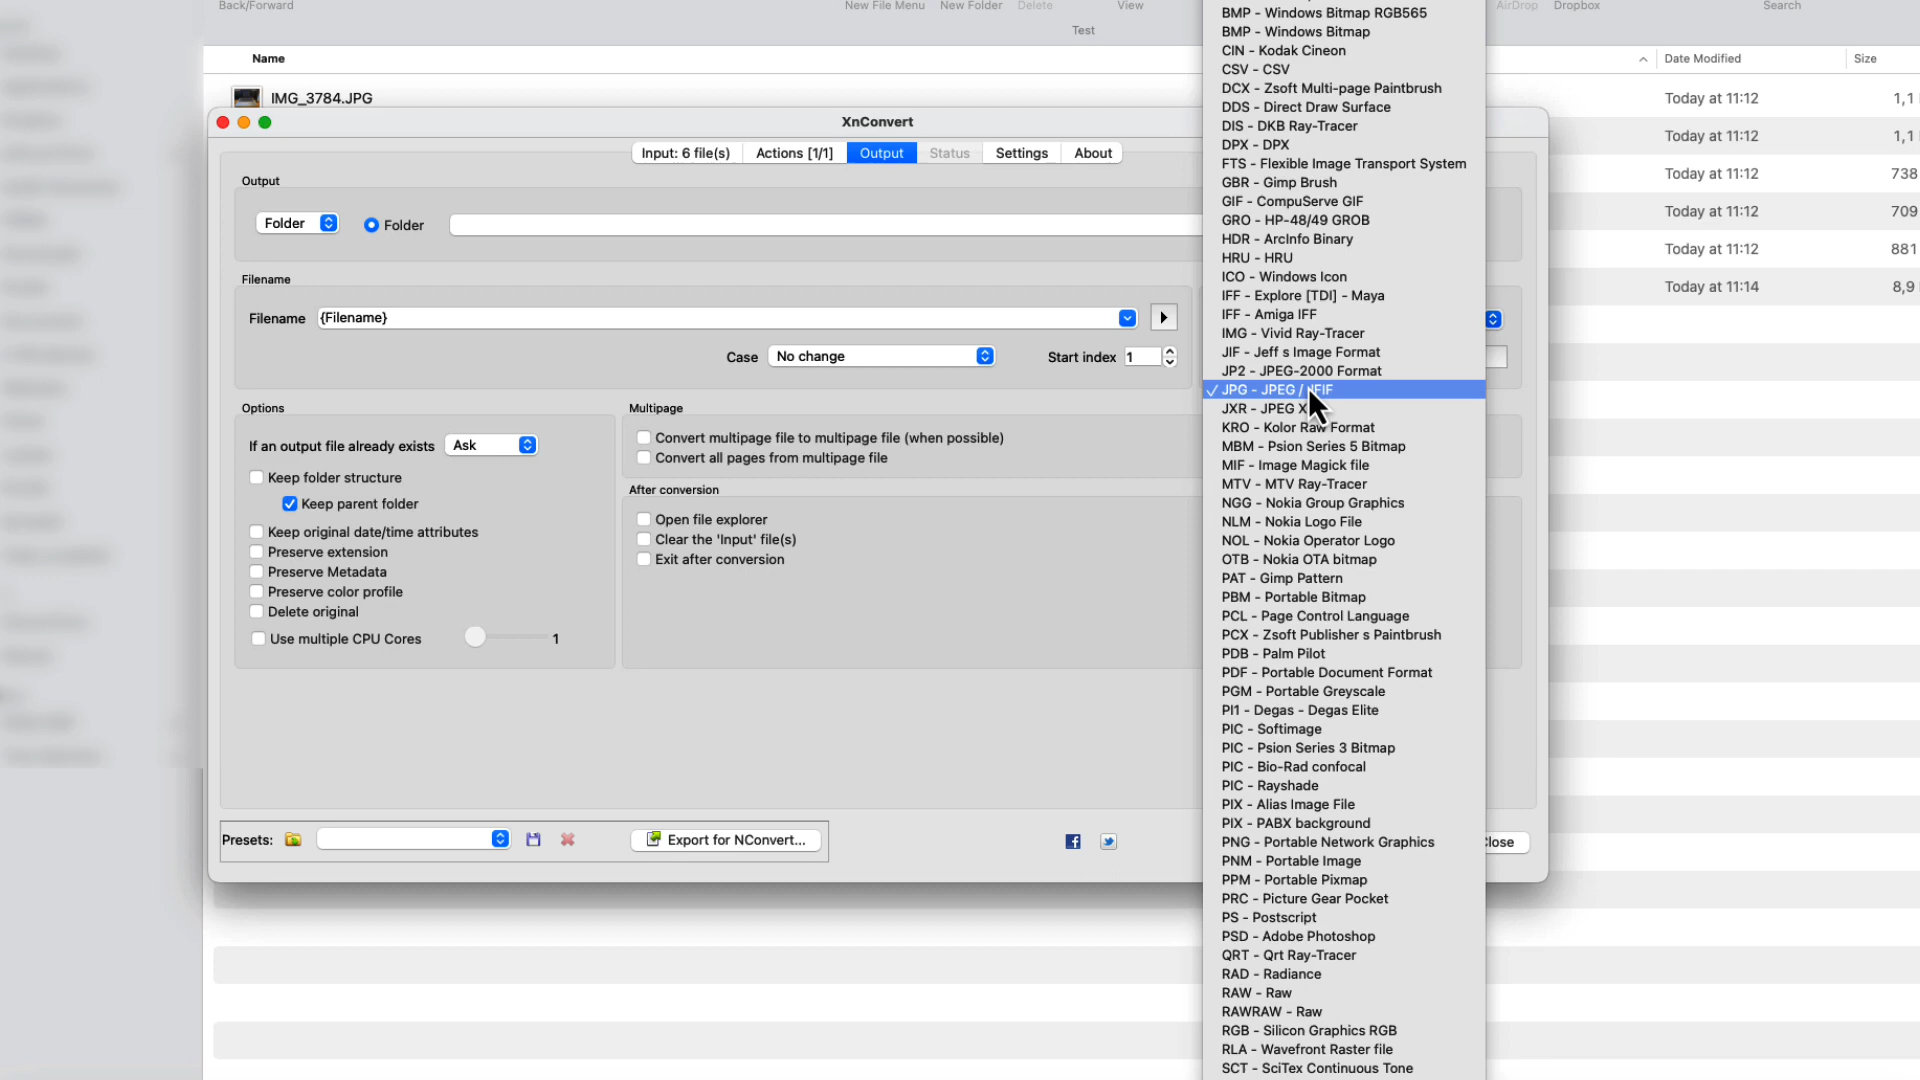 Back/Forward
New File Menu New Folder Delete View AirDrop Dropbox Search
Test
Name Date Modified Size
IMG_3784.JPG Today at 11:12 1,1
Today at 11:12 1,1
Today at 11:12 738
Today at 11:12 709
Today at 11:12 881
Today at 11:14 8,9
XnConvert
Input: 6 file(s) Actions [1/1] Output Status Settings About
Output
Folder Folder
Filename
Filename {Filename}
Case No change Start index 1
Options
If an output file already exists Ask
Keep folder structure
Keep parent folder
Keep original date/time attributes
Preserve extension
Preserve Metadata
Preserve color profile
Delete original
Use multiple CPU Cores 1
Multipage
Convert multipage file to multipage file (when possible)
Convert all pages from multipage file
After conversion
Open file explorer
Clear the 'Input' file(s)
Exit after conversion
Presets: Export for NConvert... lose
BMP - Windows Bitmap RGB565
BMP - Windows Bitmap
CIN - Kodak Cineon
CSV - CSV
DCX - Zsoft Multi-page Paintbrush
DDS - Direct Draw Surface
DIS - DKB Ray-Tracer
DPX - DPX
FTS - Flexible Image Transport System
GBR - Gimp Brush
GIF - CompuServe GIF
GRO - HP-48/49 GROB
HDR - ArcInfo Binary
HRU - HRU
ICO - Windows Icon
IFF - Explore [TDI] - Maya
IFF - Amiga IFF
IMG - Vivid Ray-Tracer
JIF - Jeff s Image Format
JP2 - JPEG-2000 Format
✓ JPG - JPEG / JFIF
JXR - JPEG X
KRO - Kolor Raw Format
MBM - Psion Series 5 Bitmap
MIF - Image Magick file
MTV - MTV Ray-Tracer
NGG - Nokia Group Graphics
NLM - Nokia Logo File
NOL - Nokia Operator Logo
OTB - Nokia OTA bitmap
PAT - Gimp Pattern
PBM - Portable Bitmap
PCL - Page Control Language
PCX - Zsoft Publisher s Paintbrush
PDB - Palm Pilot
PDF - Portable Document Format
PGM - Portable Greyscale
PI1 - Degas - Degas Elite
PIC - Softimage
PIC - Psion Series 3 Bitmap
PIC - Bio-Rad confocal
PIC - Rayshade
PIX - Alias Image File
PIX - PABX background
PNG - Portable Network Graphics
PNM - Portable Image
PPM - Portable Pixmap
PRC - Picture Gear Pocket
PS - Postscript
PSD - Adobe Photoshop
QRT - Qrt Ray-Tracer
RAD - Radiance
RAW - Raw
RAWRAW - Raw
RGB - Silicon Graphics RGB
RLA - Wavefront Raster file
SCT - SciTex Continuous Tone